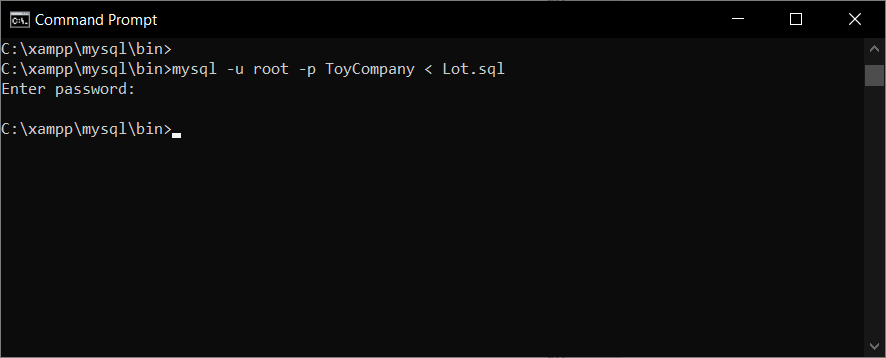 Command Prompt
C:\xampp\mysql\bin>
C:\xampp\mysql\bin>mysql -u root -p ToyCompany < Lot.sql
Enter password:
C:\xampp\mysql\bin>